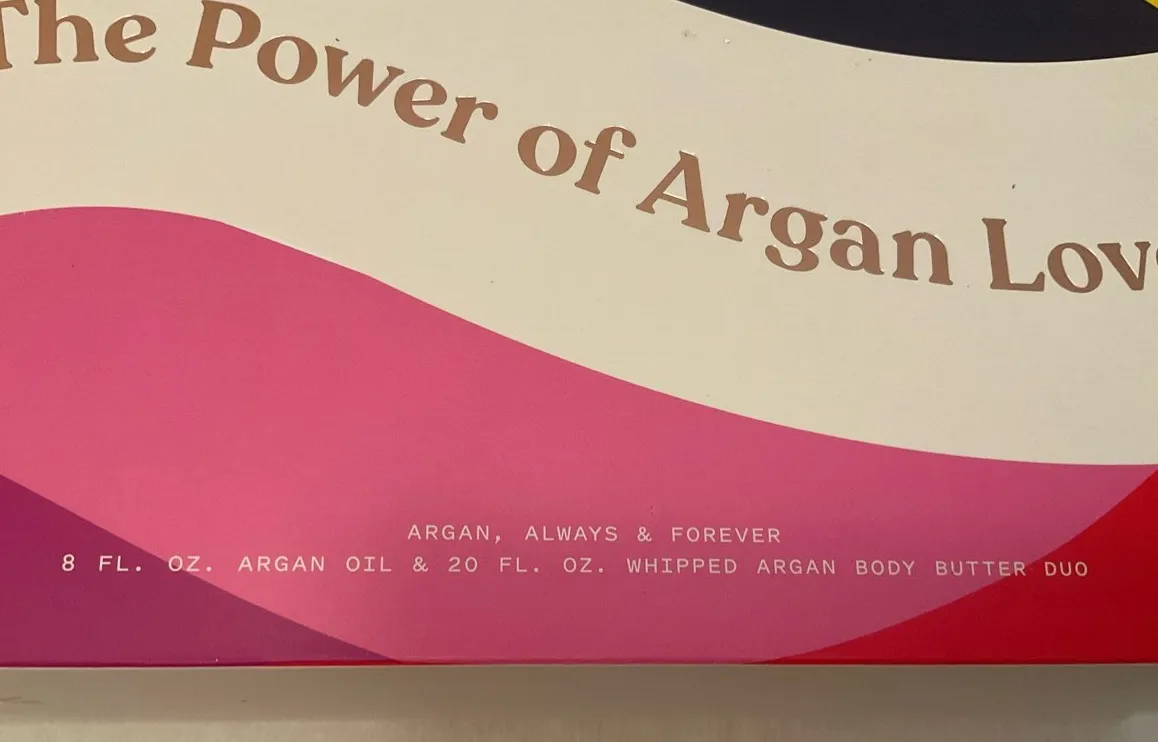 The Power of Argan Lov
ARGAN, ALWAYS & FOREVER
8 FL. OZ. ARGAN OIL & 20 FL. OZ. WHIPPED ARGAN BODY BUTTER DUO